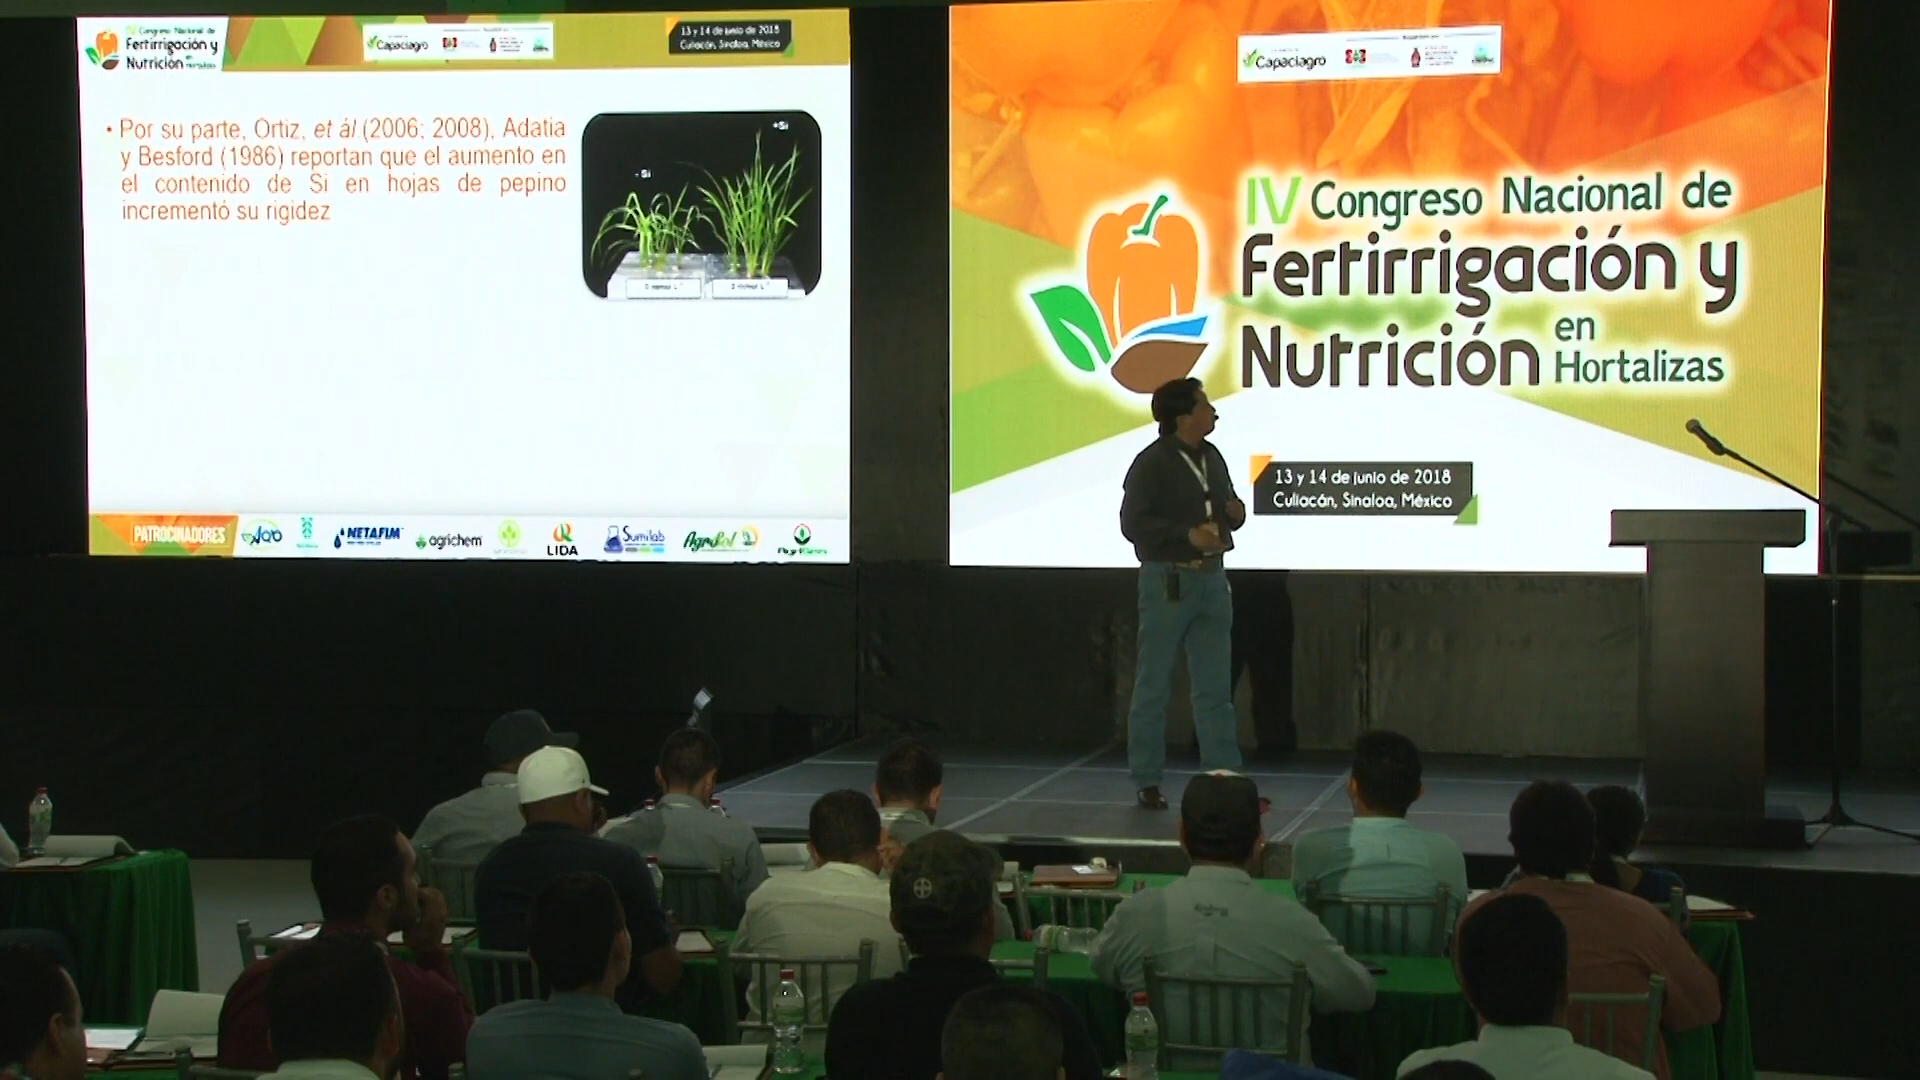 IV Congreso Nacional de
Fertirrigación y
Nutrición en Hortalizas
Capaciagro
13 y 14 de junio de 2018
Culiacán, Sinaloa, México
• Por su parte, Ortiz, et ál (2006; 2008), Adatia
y Besford (1986) reportan que el aumento en
el contenido de Si en hojas de pepino
incrementó su rigidez
- Si
+Si
PATROCINADORES
NETAFIM
agrichem
LIDA
Sumilab
Capaciagro
IV Congreso Nacional de
Fertirrigación y
Nutrición en
Hortalizas
13 y 14 de junio de 2018
Culiacán, Sinaloa, México